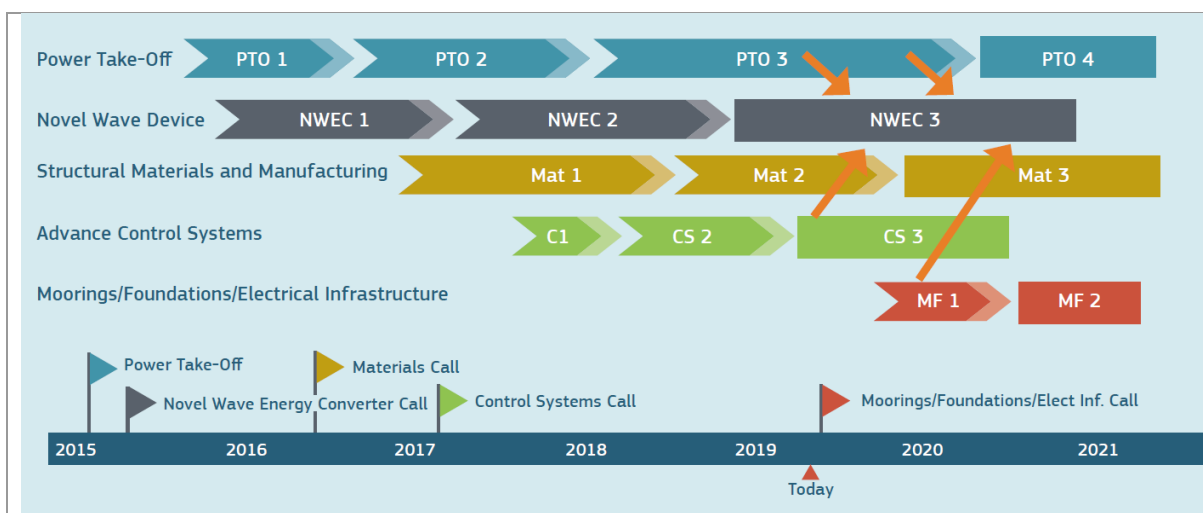 Power Take-Off PTO 1 PTO 2 PTO 3 PTO 4
Novel Wave Device NWEC 1 NWEC 2 NWEC 3
Structural Materials and Manufacturing Mat 1 Mat 2 Mat 3
Advance Control Systems C1 CS 2 CS 3
Moorings/Foundations/Electrical Infrastructure MF 1 MF 2
Power Take-Off Materials Call
Novel Wave Energy Converter Call Control Systems Call Moorings/Foundations/Elect Inf. Call
2015 2016 2017 2018 2019 2020 2021
Today